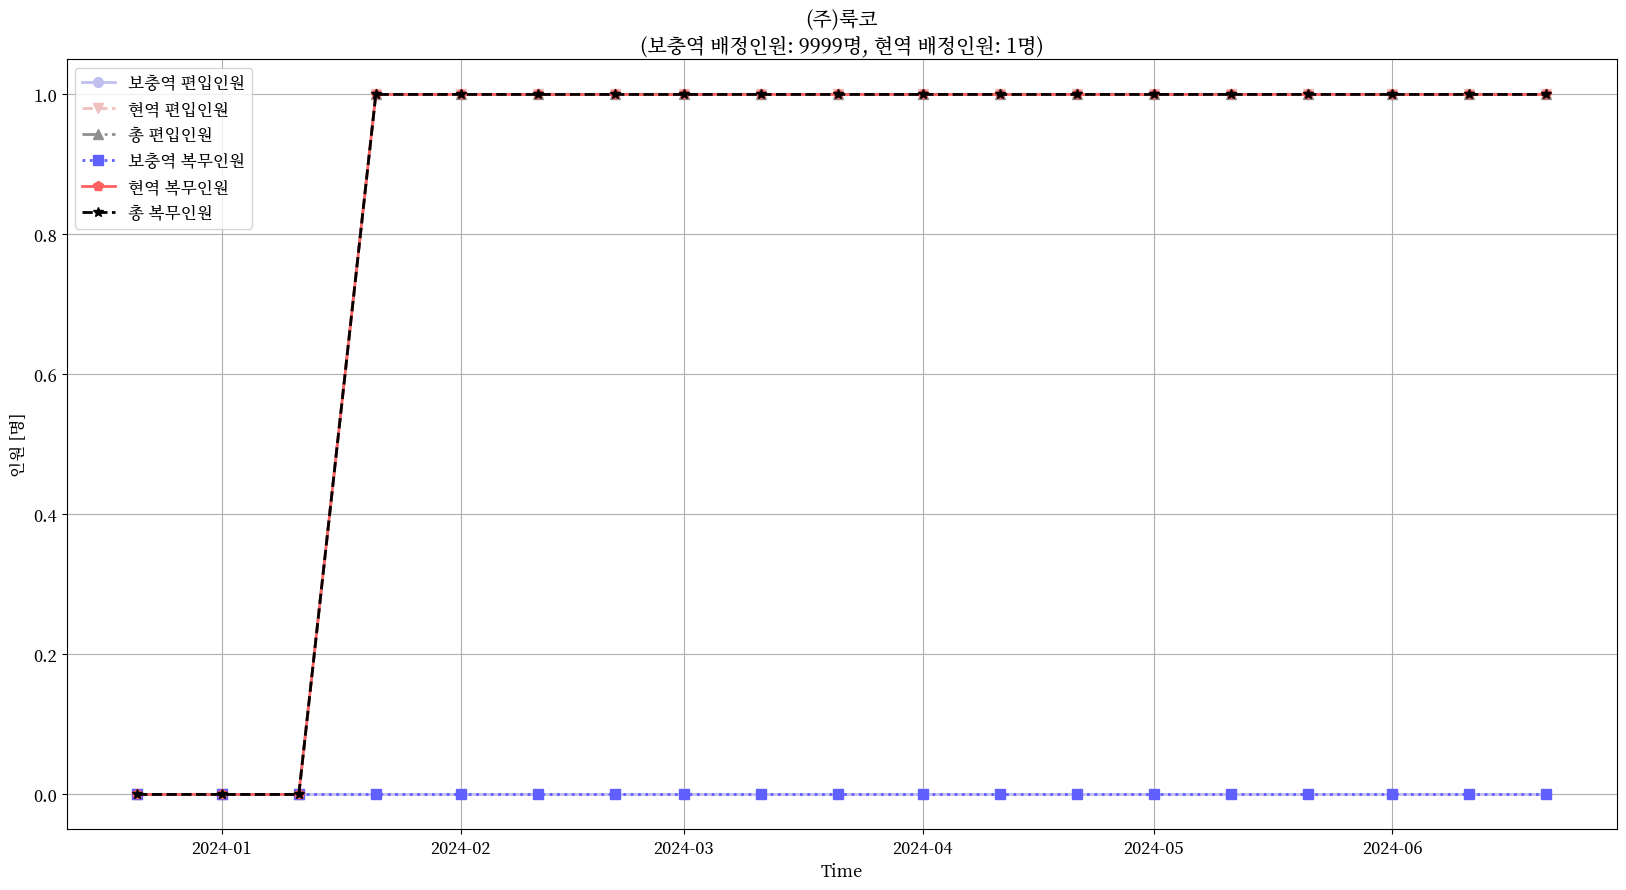 (주)룩코
(보충역 배정인원: 9999명, 현역 배정인원: 1명)
보충역 편입인원
현역 편입인원
총 편입인원
보충역 복무인원
현역 복무인원
총 복무인원
인원 [명]
1.0
0.8
0.6
0.4
0.2
0.0
2024-01
2024-02
2024-03
2024-04
2024-05
2024-06
Time